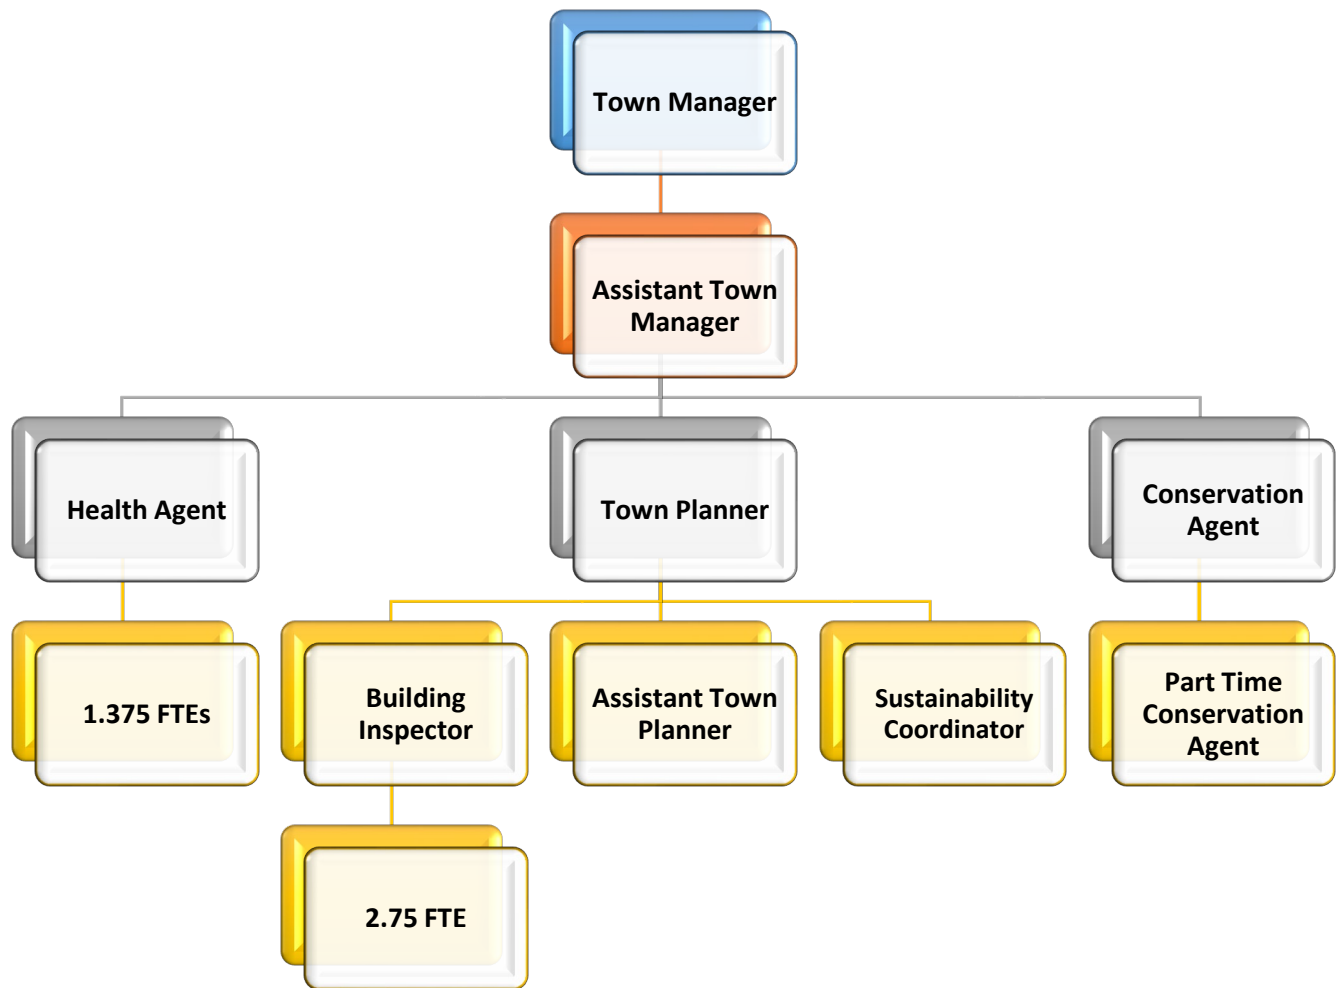 Town Manager
Assistant Town
Manager
Health Agent
Town Planner
Conservation
Agent
1.375 FTEs
Building
Inspector
Assistant Town
Planner
Sustainability
Coordinator
Part Time
Conservation
Agent
2.75 FTE